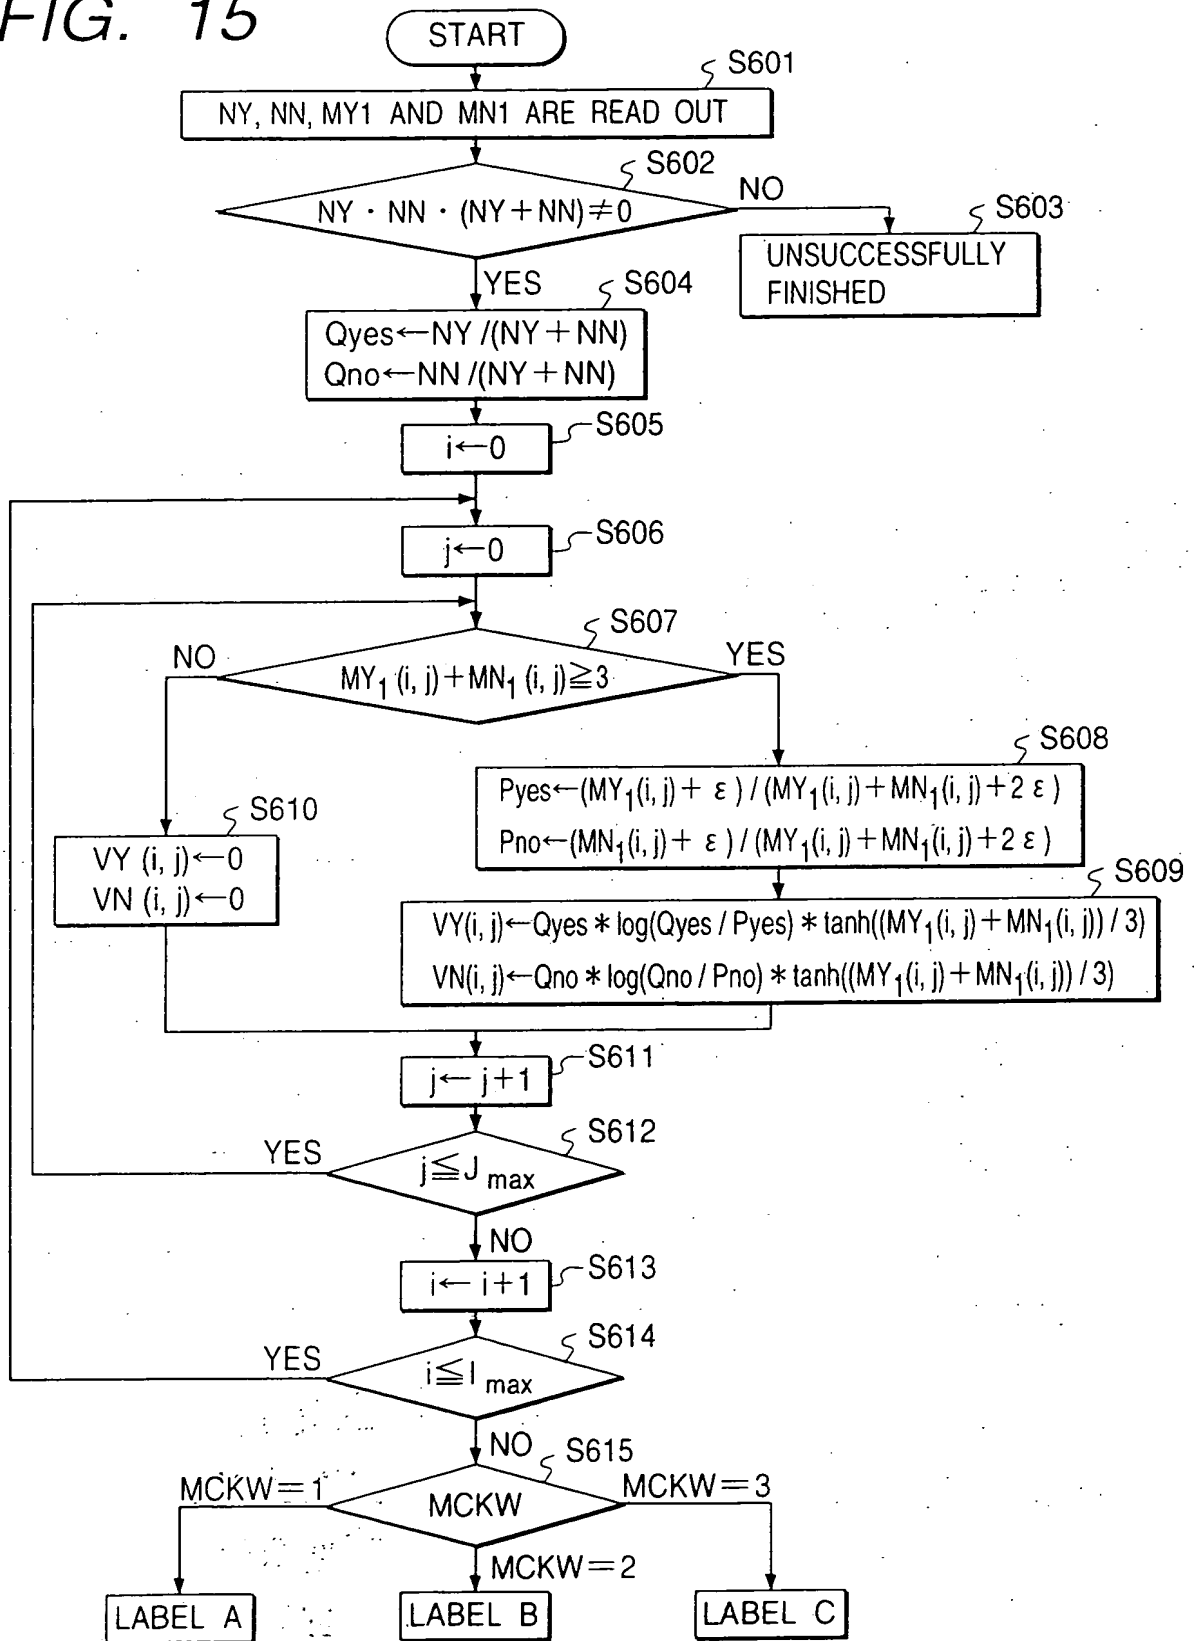 FIG. 15
START
S601
NY, NN, MY1 AND MN1 ARE READ OUT
S602
NY · NN · (NY+NN)≠0
NO
S603
UNSUCCESSFULLY
FINISHED
YES
S604
Qyes←NY /(NY+NN)
Qno←NN /(NY+NN)
S605
i←0
S606
j←0
S607
NO
YES
MY₁(i, j)+MN₁(i, j)≧3
S608
Pyes←(MY₁(i, j)+ ε) / (MY₁(i, j)+MN₁(i, j)+2 ε)
Pno←(MN₁(i, j)+ ε) / (MY₁(i, j)+MN₁(i, j)+2 ε)
S610
VY (i, j)←0
VN (i, j)←0
S609
VY(i, j)←Qyes * log(Qyes / Pyes) * tanh((MY₁(i, j)+MN₁(i, j)) / 3)
VN(i, j)←Qno * log(Qno / Pno) * tanh((MY₁(i, j)+MN₁(i, j)) / 3)
S611
j← j+1
S612
YES
j≦J max
NO
S613
i← i+1
S614
YES
i≦I max
NO
S615
MCKW=1
MCKW
MCKW=3
MCKW=2
LABEL A
LABEL B
LABEL C